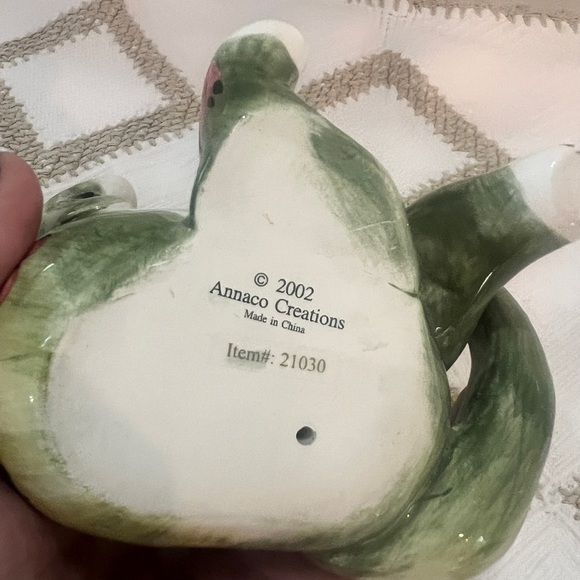 © 2002
Annaco Creations
Made in China
Item#: 21030